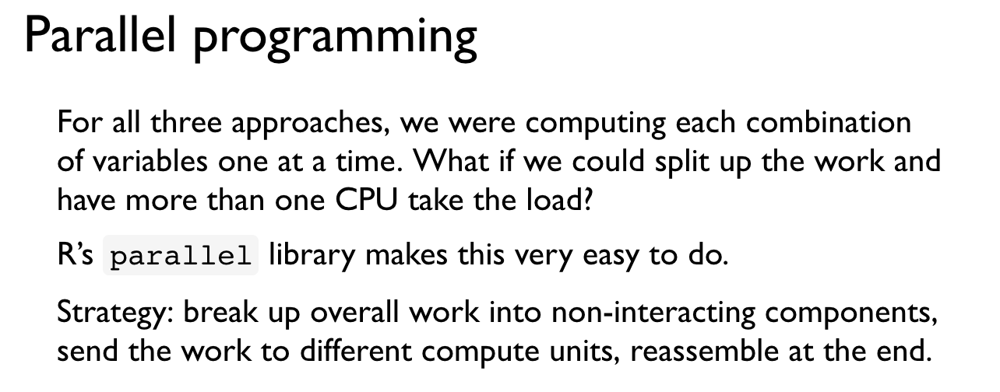 Parallel programming
For all three approaches, we were computing each combination
of variables one at a time. What if we could split up the work and
have more than one CPU take the load?
R’s parallel library makes this very easy to do.
Strategy: break up overall work into non-interacting components,
send the work to different compute units, reassemble at the end.